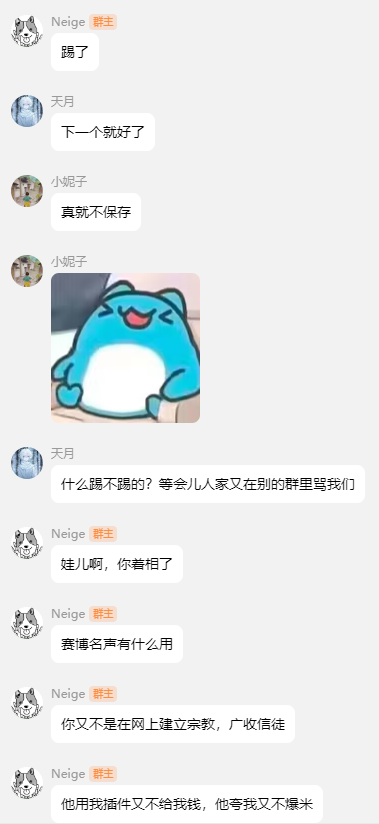 Neige 群主
踢了
天月
下一个就好了
小妮子
真就不保存
小妮子
天月
什么踢不踢的？等会儿人家又在别的群里骂我们
Neige 群主
娃儿啊，你着相了
Neige 群主
赛博名声有什么用
Neige 群主
你又不是在网上建立宗教，广收信徒
Neige 群主
他用我插件又不给我钱，他夸我又不爆米